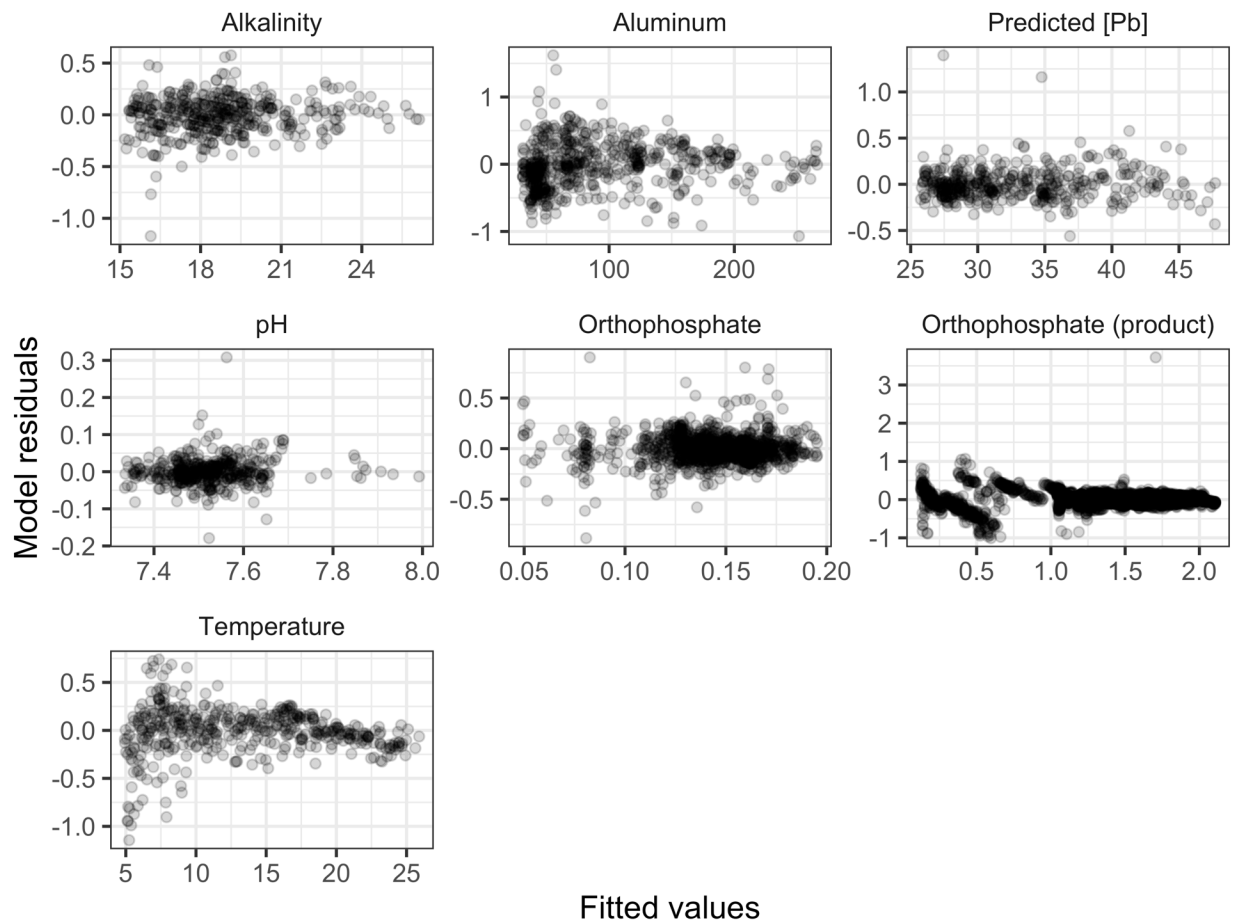 Alkalinity
Aluminum
Predicted [Pb]
0.5
0.0
-0.5
-1.0
15 18 21 24
1
0
-1
100 200
1.0
0.5
0.0
-0.5
25 30 35 40 45
pH
Orthophosphate
Orthophosphate (product)
Model residuals
0.3
0.2
0.1
0.0
-0.1
-0.2
7.4 7.6 7.8 8.0
0.5
0.0
-0.5
0.05 0.10 0.15 0.20
3
2
1
0
-1
0.5 1.0 1.5 2.0
Temperature
0.5
0.0
-0.5
-1.0
5 10 15 20 25
Fitted values